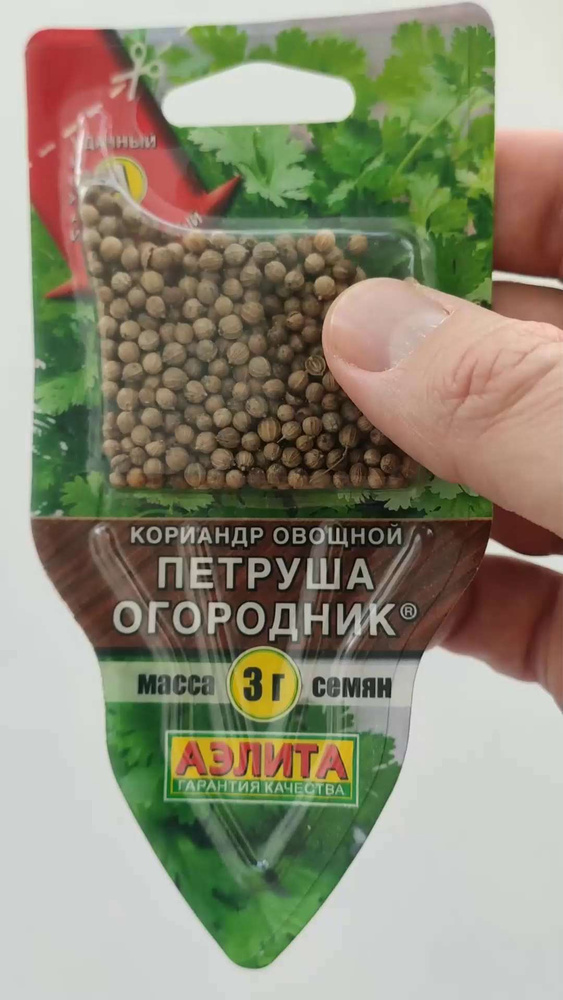 КОРИАНДР ОВОЩНОЙ
ПЕТРУША
ОГОРОДНИК®
масса 3 г семян
АЭЛИТА
ГАРАНТИЯ КАЧЕСТВА